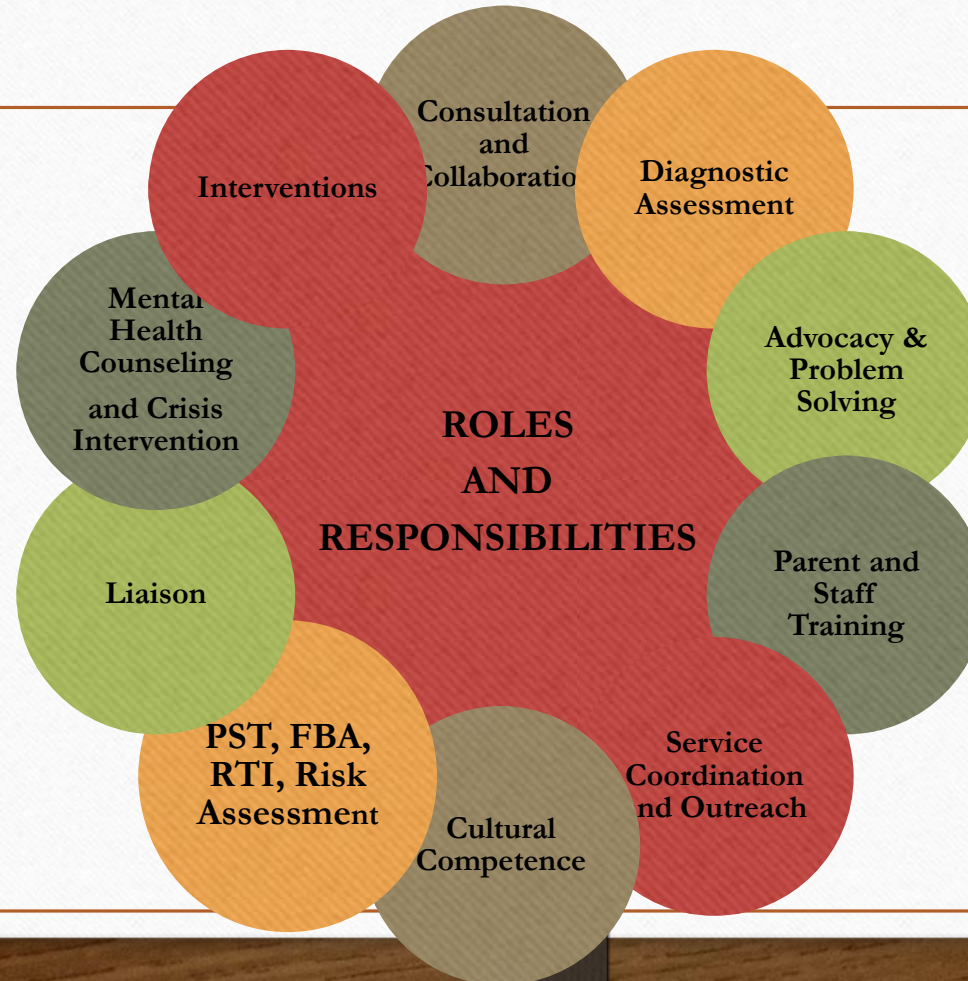 Consultation
and
Collaboratio
Diagnostic
Assessment
Advocacy &
Problem
Solving
Parent and
Staff
Training
Service
Coordination
nd Outreach
Cultural
Competence
PST, FBA,
RTI, Risk
Assessment
Liaison
Mental
Health
Counseling
and Crisis
Intervention
Interventions
ROLES
AND
RESPONSIBILITIES